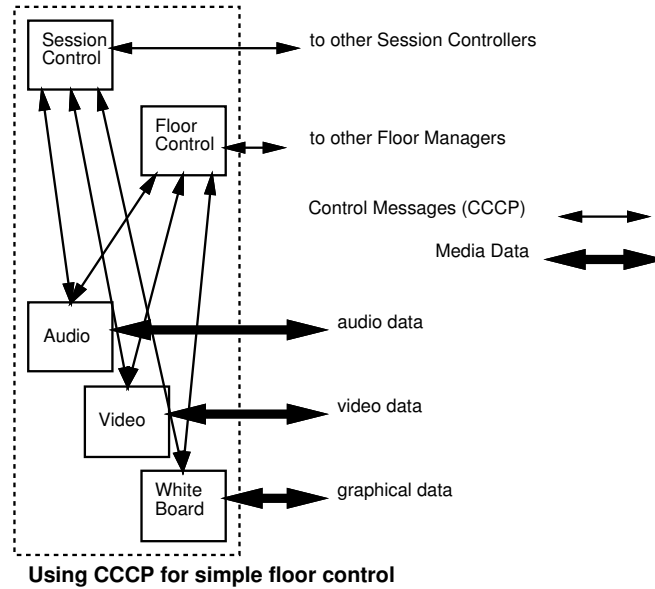 Session
Control
to other Session Controllers
Floor
Control
to other Floor Managers
Control Messages (CCCP)
Media Data
Audio
audio data
Video
video data
White
Board
graphical data
Using CCCP for simple floor control